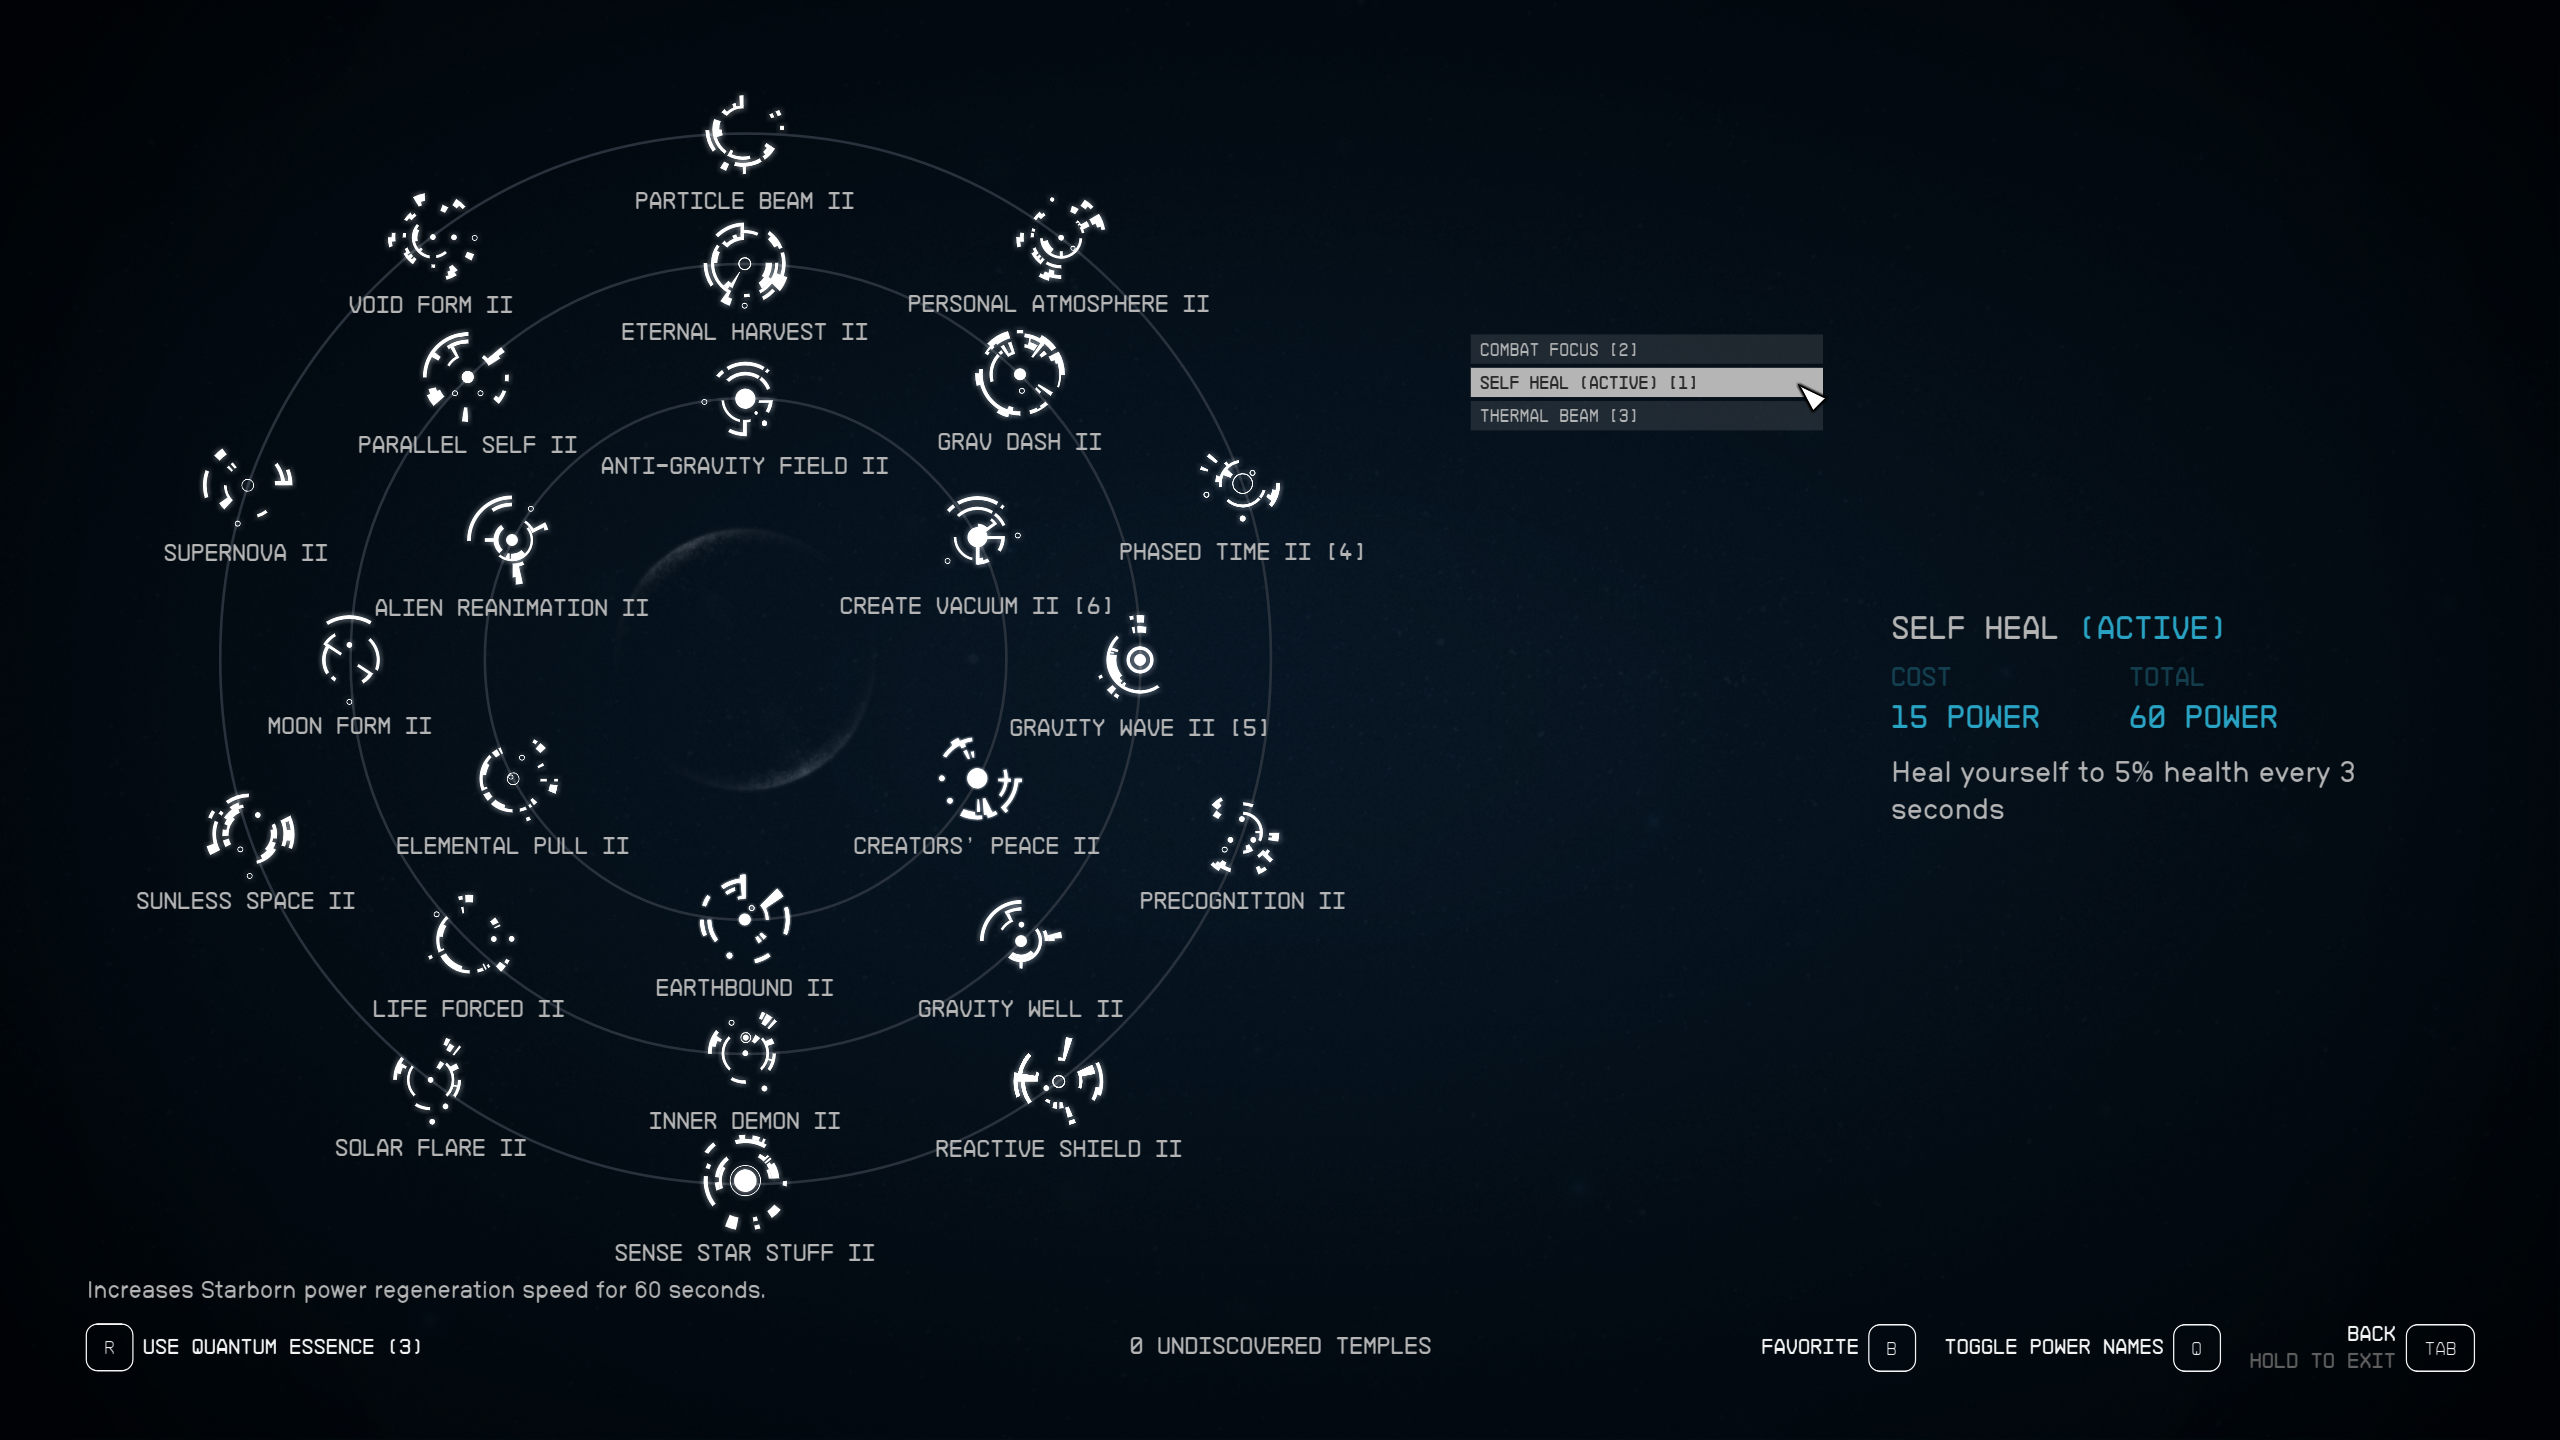 PARTICLE BEAM II
VOID FORM II
PERSONAL ATMOSPHERE II
ETERNAL HARVEST II
PARALLEL SELF II
GRAV DASH II
ANTI-GRAVITY FIELD II
SUPERNOVA II
PHASED TIME II [4]
ALIEN REANIMATION II
CREATE VACUUM II [6]
MOON FORM II
GRAVITY WAVE II [5]
ELEMENTAL PULL II
CREATORS' PEACE II
SUNLESS SPACE II
PRECOGNITION II
EARTHBOUND II
LIFE FORCED II
GRAVITY WELL II
INNER DEMON II
SOLAR FLARE II
REACTIVE SHIELD II
SENSE STAR STUFF II
COMBAT FOCUS [2]
SELF HEAL (ACTIVE) [1]
THERMAL BEAM [3]
SELF HEAL (ACTIVE)
COST TOTAL
15 POWER 60 POWER
Heal yourself to 5% health every 3
seconds
Increases Starborn power regeneration speed for 60 seconds.
R USE QUANTUM ESSENCE (3)
0 UNDISCOVERED TEMPLES
FAVORITE B
TOGGLE POWER NAMES Q
BACK TAB
HOLD TO EXIT